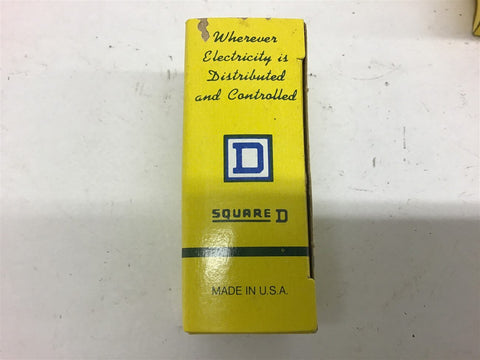 Wherever
Electricity is
Distributed
and Controlled
D
SQUARE D
MADE IN U.S.A.